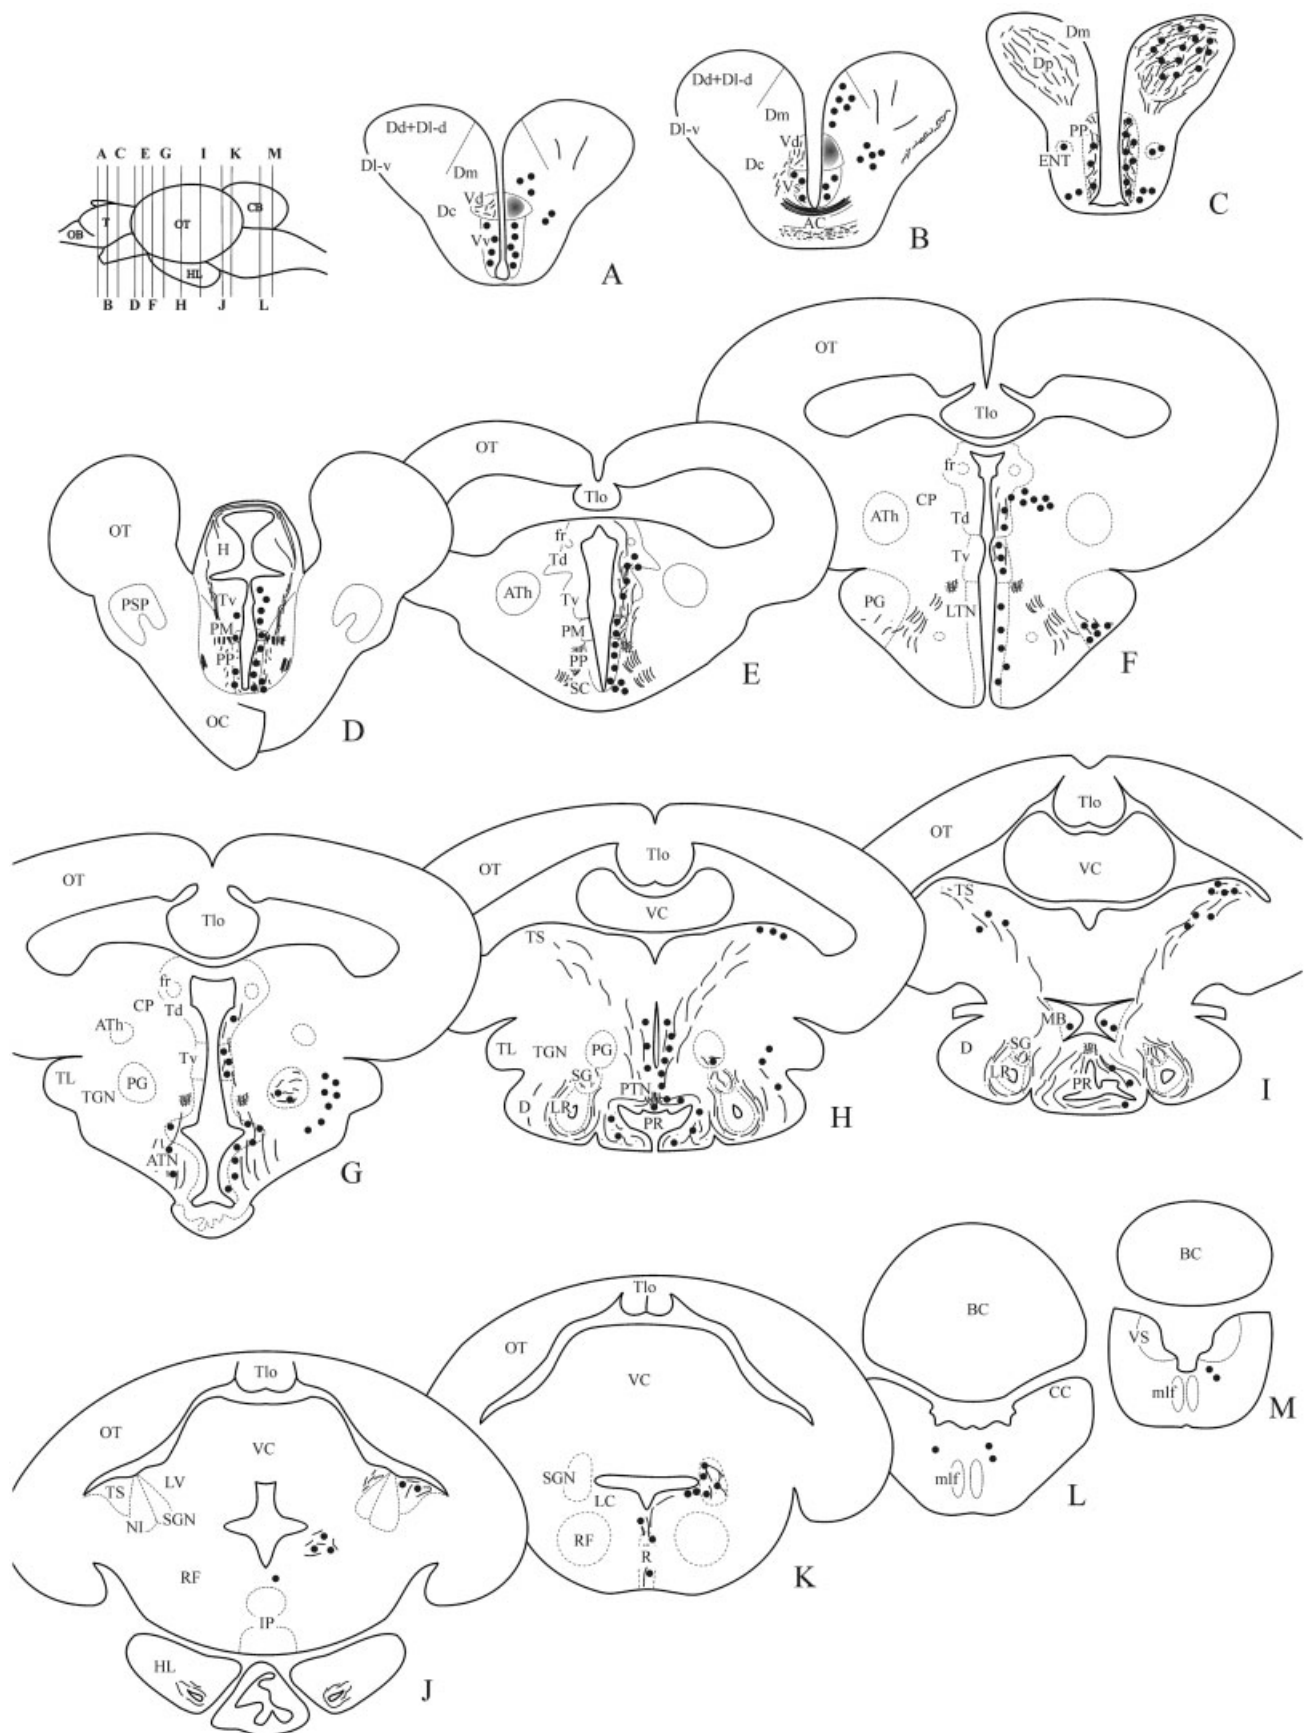 A C E G I K M
OB T OT CB HL
B D F H J L
Dd+Dl-d
Dl-v Dm
Vd
Dc
Vv
A
Dd+Dl-d
Dl-v Dm
Vd
Dc
Vs
AC
B
Dm
Dp
PP
ENT
C
OT
H
PSP Tv
PM
PP
OC
D
OT
Tlo
fr
Td
ATh
Tv
PM
PP
SC
E
OT
Tlo
fr
CP
ATh Td
Tv
PG LTN
F
OT
Tlo
fr
CP Td
ATh
Tv
TL PG
TGN
ATN
G
OT Tlo
VC
TS
TL TGN PG
SG
PTN
D LR
PR
H
Tlo
OT
VC
TS
MB
D SG
LR PR
I
Tlo
OT
VC
TS LV
NI SGN
RF
IP
HL
J
Tlo
OT
VC
SGN
LC
RF R
K
BC
CC
mlf
L
BC
VS
mlf
M